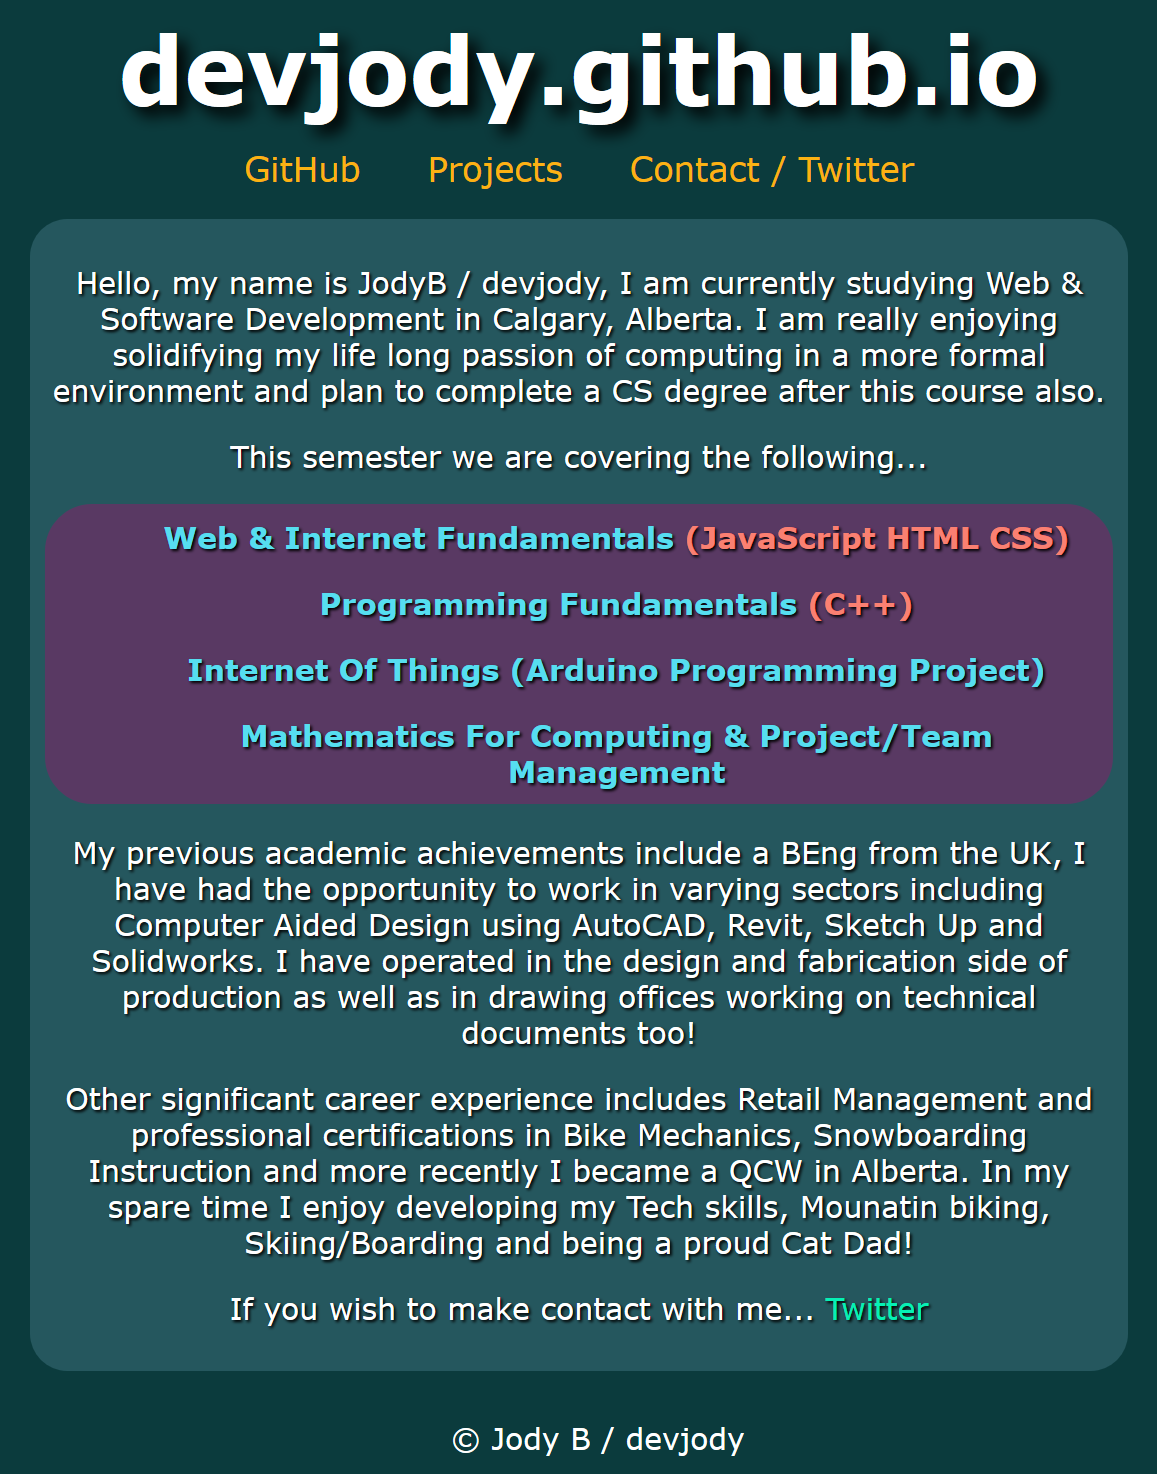 devjody.github.io
GitHub Projects Contact / Twitter
Hello, my name is JodyB / devjody, I am currently studying Web &
Software Development in Calgary, Alberta. I am really enjoying
solidifying my life long passion of computing in a more formal
environment and plan to complete a CS degree after this course also.
This semester we are covering the following...
Web & Internet Fundamentals (JavaScript HTML CSS)
Programming Fundamentals (C++)
Internet Of Things (Arduino Programming Project)
Mathematics For Computing & Project/Team
Management
My previous academic achievements include a BEng from the UK, I
have had the opportunity to work in varying sectors including
Computer Aided Design using AutoCAD, Revit, Sketch Up and
Solidworks. I have operated in the design and fabrication side of
production as well as in drawing offices working on technical
documents too!
Other significant career experience includes Retail Management and
professional certifications in Bike Mechanics, Snowboarding
Instruction and more recently I became a QCW in Alberta. In my
spare time I enjoy developing my Tech skills, Mounatin biking,
Skiing/Boarding and being a proud Cat Dad!
If you wish to make contact with me... Twitter
© Jody B / devjody